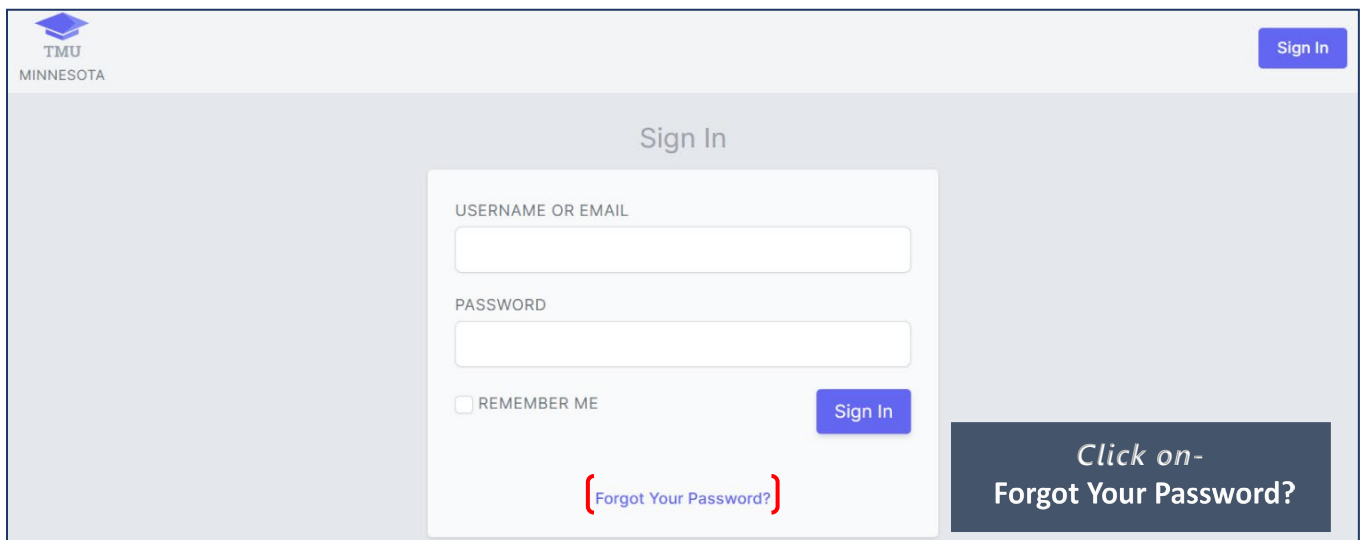 TMU
MINNESOTA
Sign In
Sign In
USERNAME OR EMAIL
PASSWORD
REMEMBER ME
Sign In
Forgot Your Password?
Click on-
Forgot Your Password?